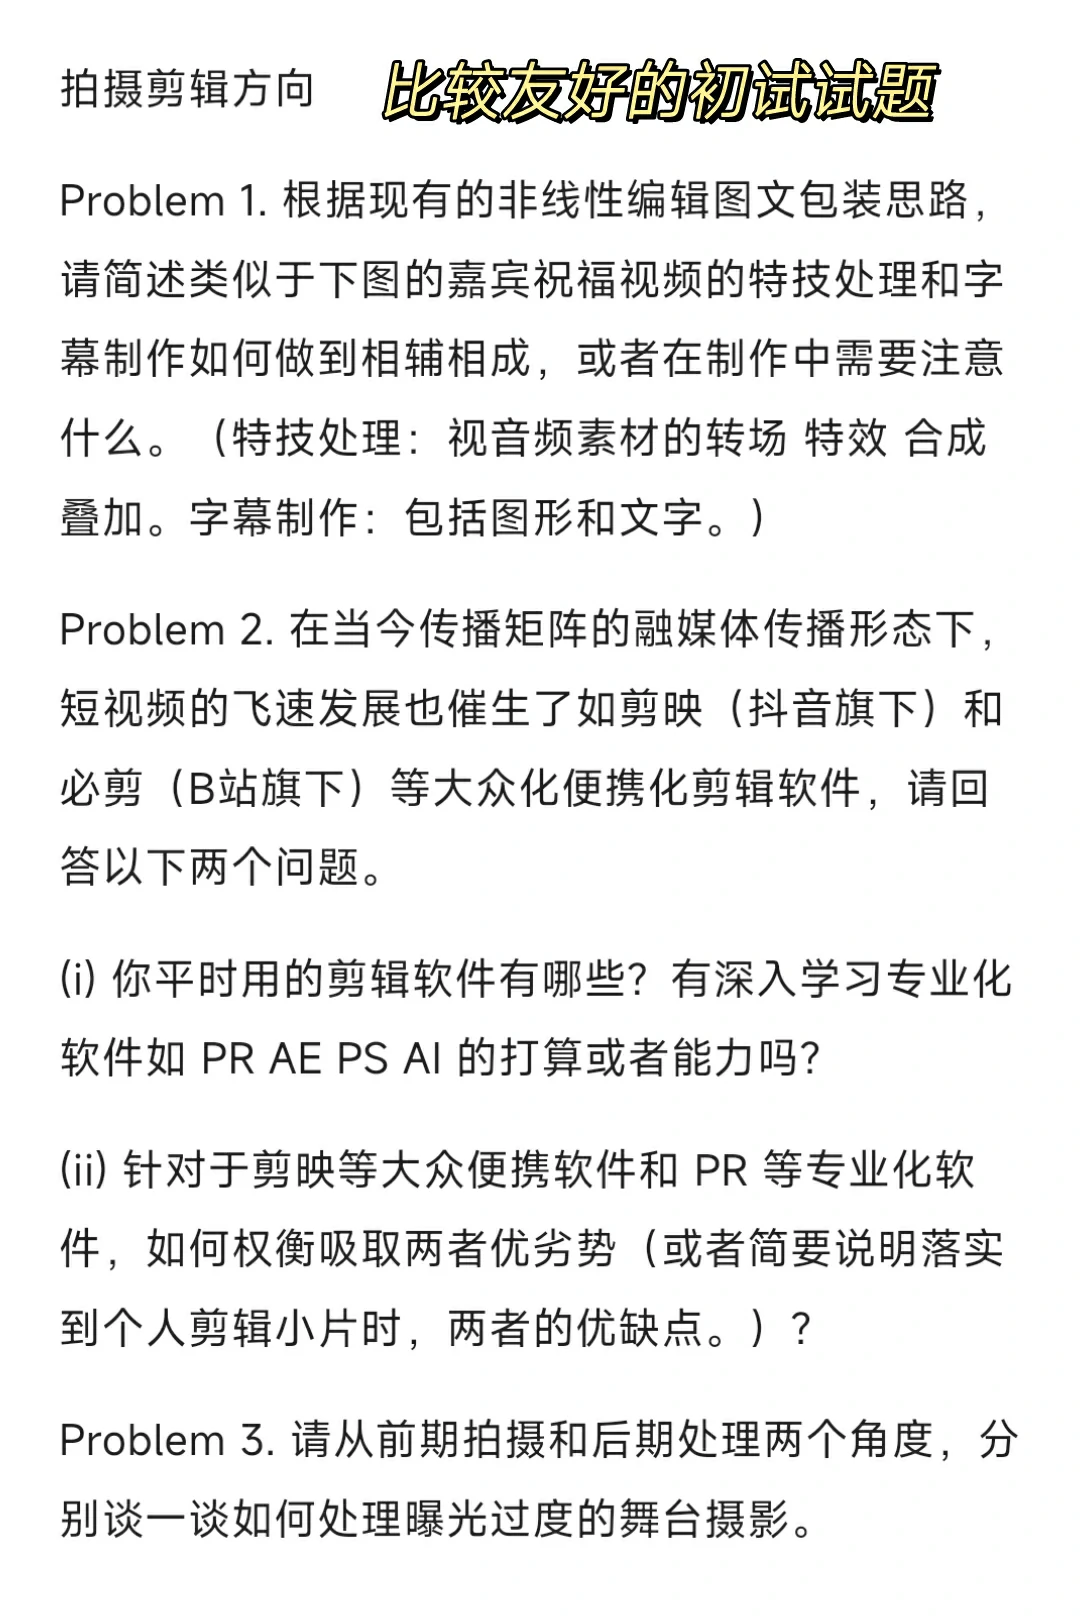 拍摄剪辑方向
比较友好的初试试题
Problem 1. 根据现有的非线性编辑图文包装思路，
请简述类似于下图的嘉宾祝福视频的特技处理和字
幕制作如何做到相辅相成，或者在制作中需要注意
什么。（特技处理：视音频素材的转场 特效 合成
叠加。字幕制作：包括图形和文字。）
Problem 2. 在当今传播矩阵的融媒体传播形态下，
短视频的飞速发展也催生了如剪映（抖音旗下）和
必剪（B站旗下）等大众化便携化剪辑软件，请回
答以下两个问题。
(i) 你平时用的剪辑软件有哪些？有深入学习专业化
软件如 PR AE PS AI 的打算或者能力吗？
(ii) 针对于剪映等大众便携软件和 PR 等专业化软
件，如何权衡吸取两者优劣势（或者简要说明落实
到个人剪辑小片时，两者的优缺点。）？
Problem 3. 请从前期拍摄和后期处理两个角度，分
别谈一谈如何处理曝光过度的舞台摄影。